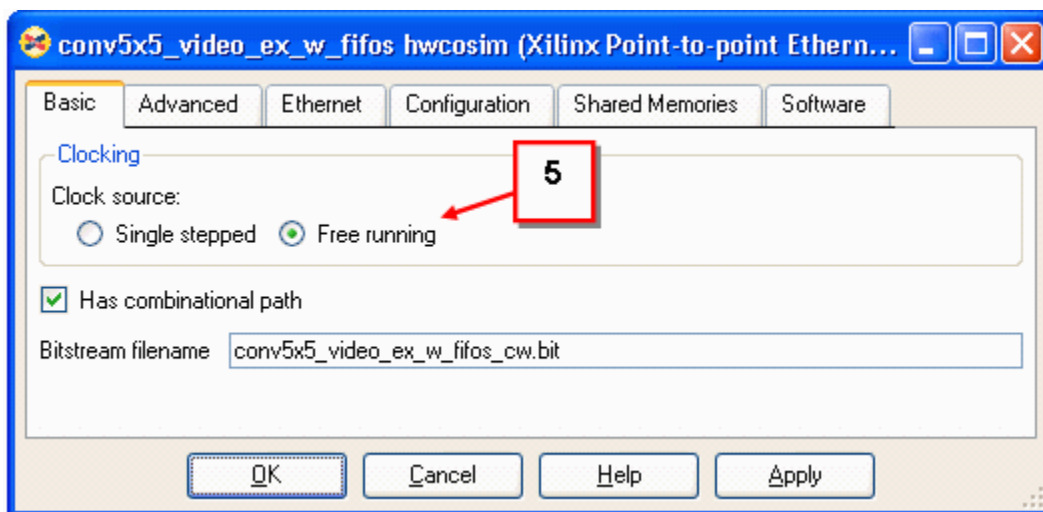 conv5x5_video_ex_w_fifos hwcosim (Xilinx Point-to-point Ethern...
Basic Advanced Ethernet Configuration Shared Memories Software
Clocking
5
Clock source:
Single stepped Free running
Has combinational path
Bitstream filename conv5x5_video_ex_w_fifos_cw.bit
OK Cancel Help Apply